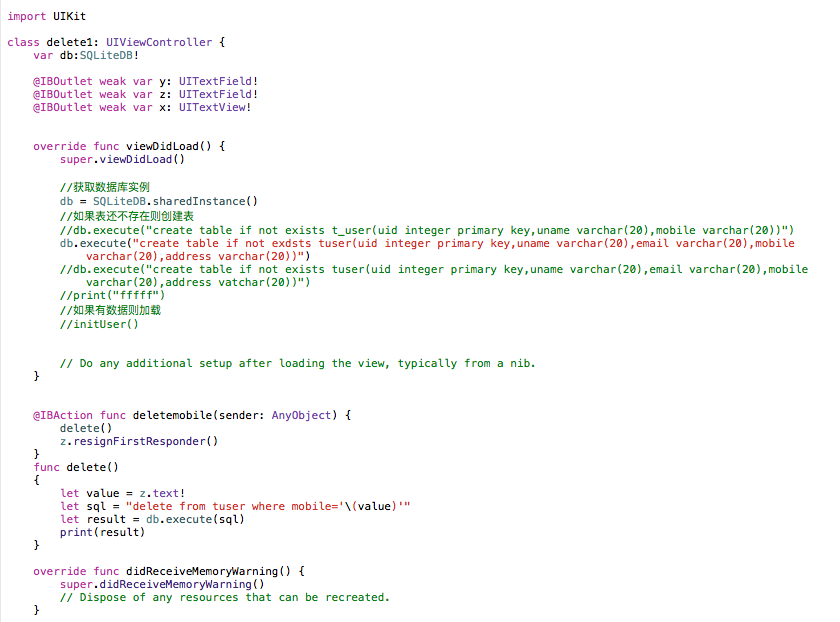 import UIKit
class delete1: UIViewController {
var db:SQLiteDB!
@IBOutlet weak var y: UITextField!
@IBOutlet weak var z: UITextField!
@IBOutlet weak var x: UITextView!
override func viewDidLoad() {
super.viewDidLoad()
//获取数据库实例
db = SQLiteDB.sharedInstance()
//如果表还不存在则创建表
//db.execute("create table if not exists t_user(uid integer primary key,uname varchar(20),mobile varchar(20))")
db.execute("create table if not exdsts tuser(uid integer primary key,uname varchar(20),email varchar(20),mobile
varchar(20),address varchar(20))")
//db.execute("create table if not exists tuser(uid integer primary key,uname varchar(20),email varchar(20),mobile
varchar(20),address vatchar(20))")
//print("fffff")
//如果有数据则加载
//initUser()
// Do any additional setup after loading the view, typically from a nib.
}
@IBAction func deletemobile(sender: AnyObject) {
delete()
z.resignFirstResponder()
}
func delete()
{
let value = z.text!
let sql = "delete from tuser where mobile='\(value)'"
let result = db.execute(sql)
print(result)
}
override func didReceiveMemoryWarning() {
super.didReceiveMemoryWarning()
// Dispose of any resources that can be recreated.
}